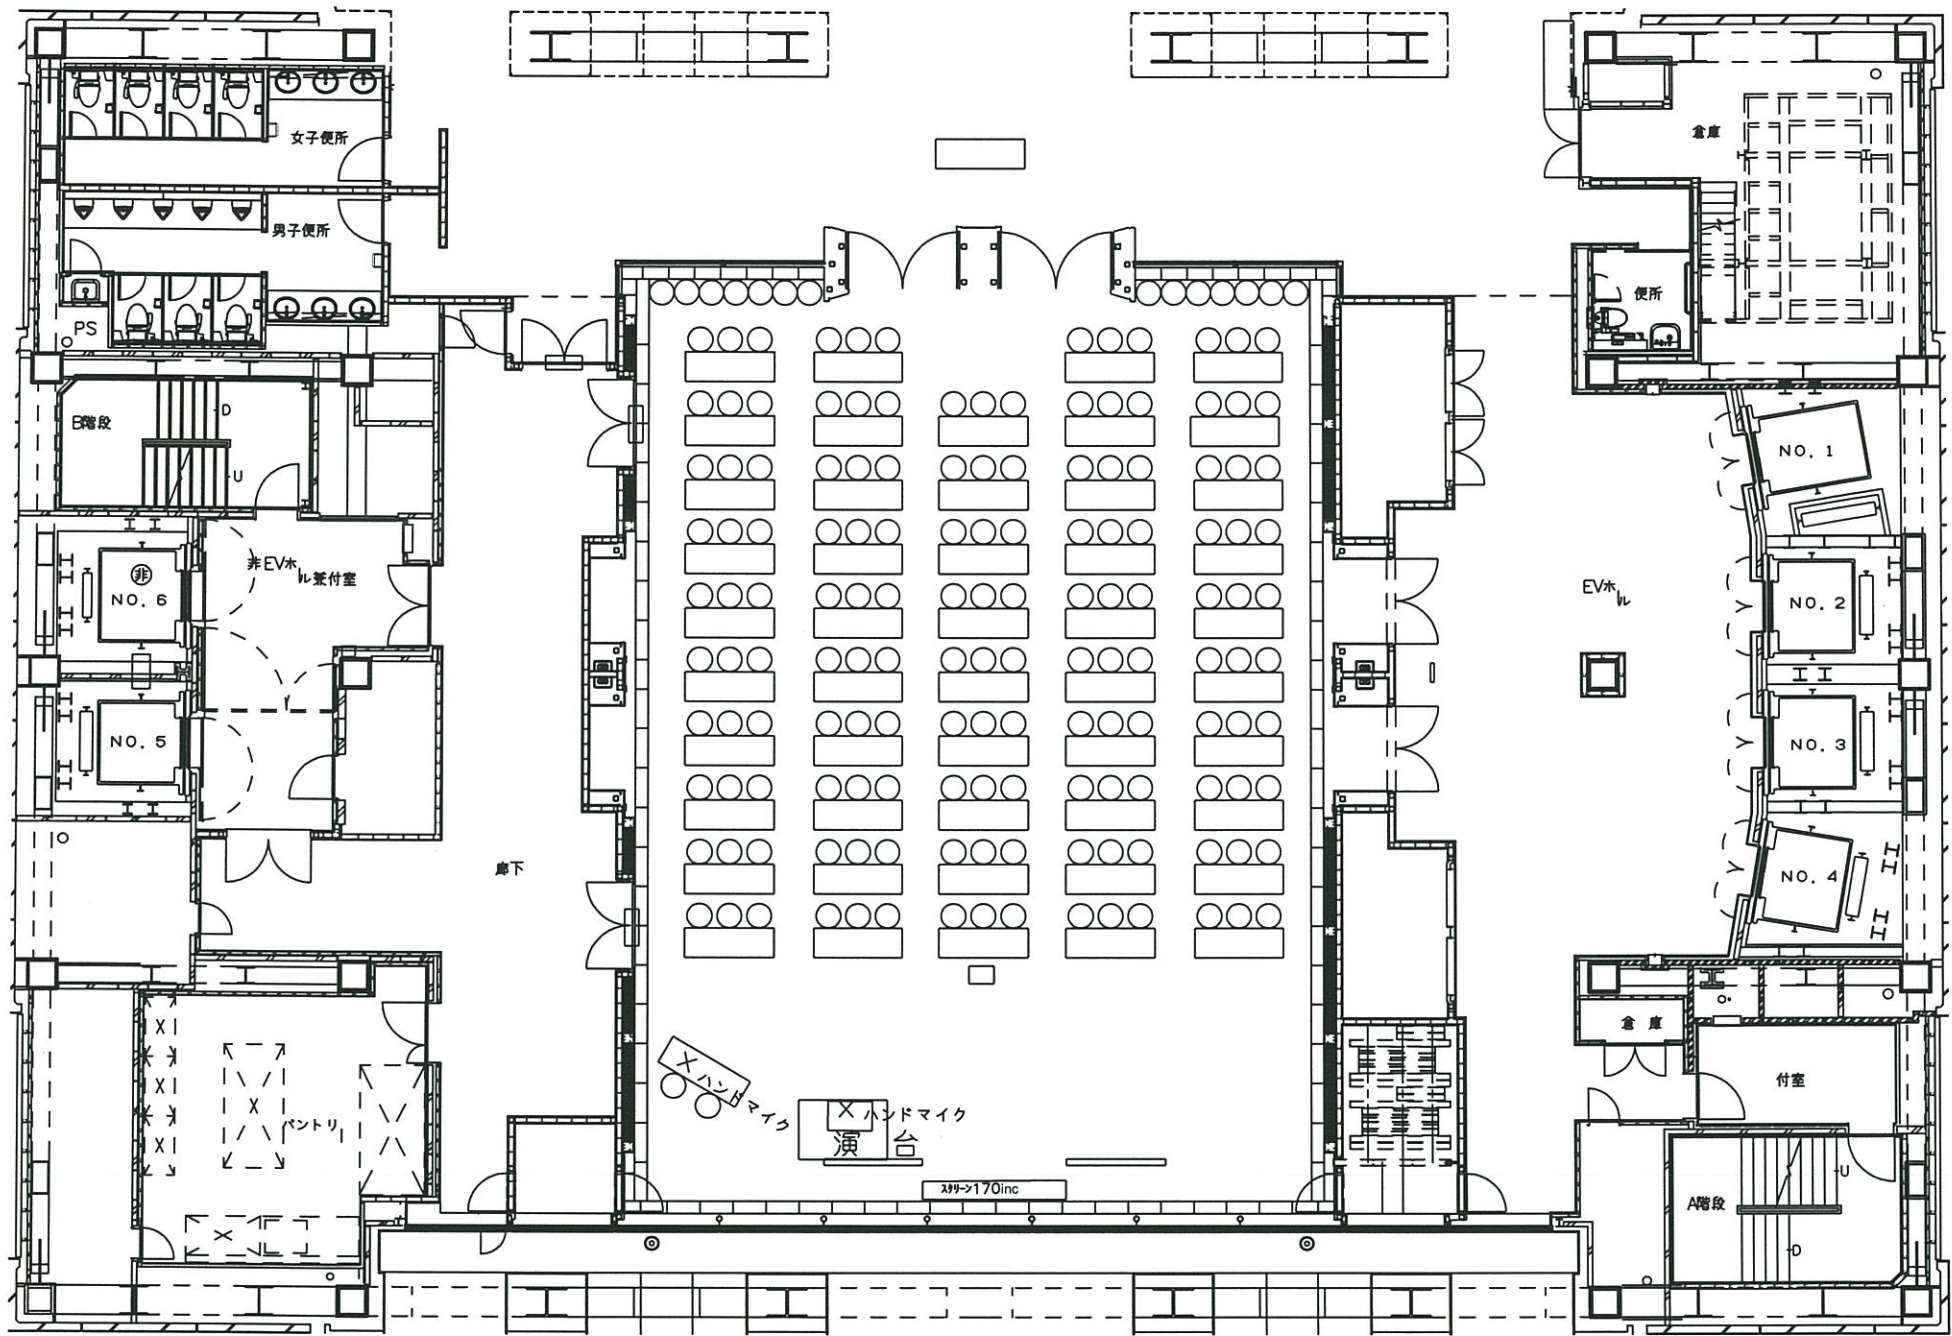 女子便所
倉庫
男子便所
便所
PS
B階段
D
U
NO. 1
非EVホール兼付室
非
NO. 6
EVホール
NO. 2
NO. 5
NO. 3
廊下
NO. 4
倉庫
付室
パントリー
ハンドマイク
ハンドマイク
演台
スクリーン170inc
A階段
U
D